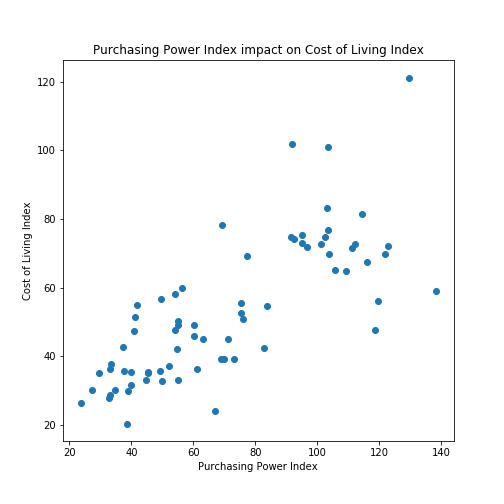 Purchasing Power Index impact on Cost of Living Index
120
100
80
60
40
20
Cost of Living Index
20 40 60 80 100 120 140
Purchasing Power Index